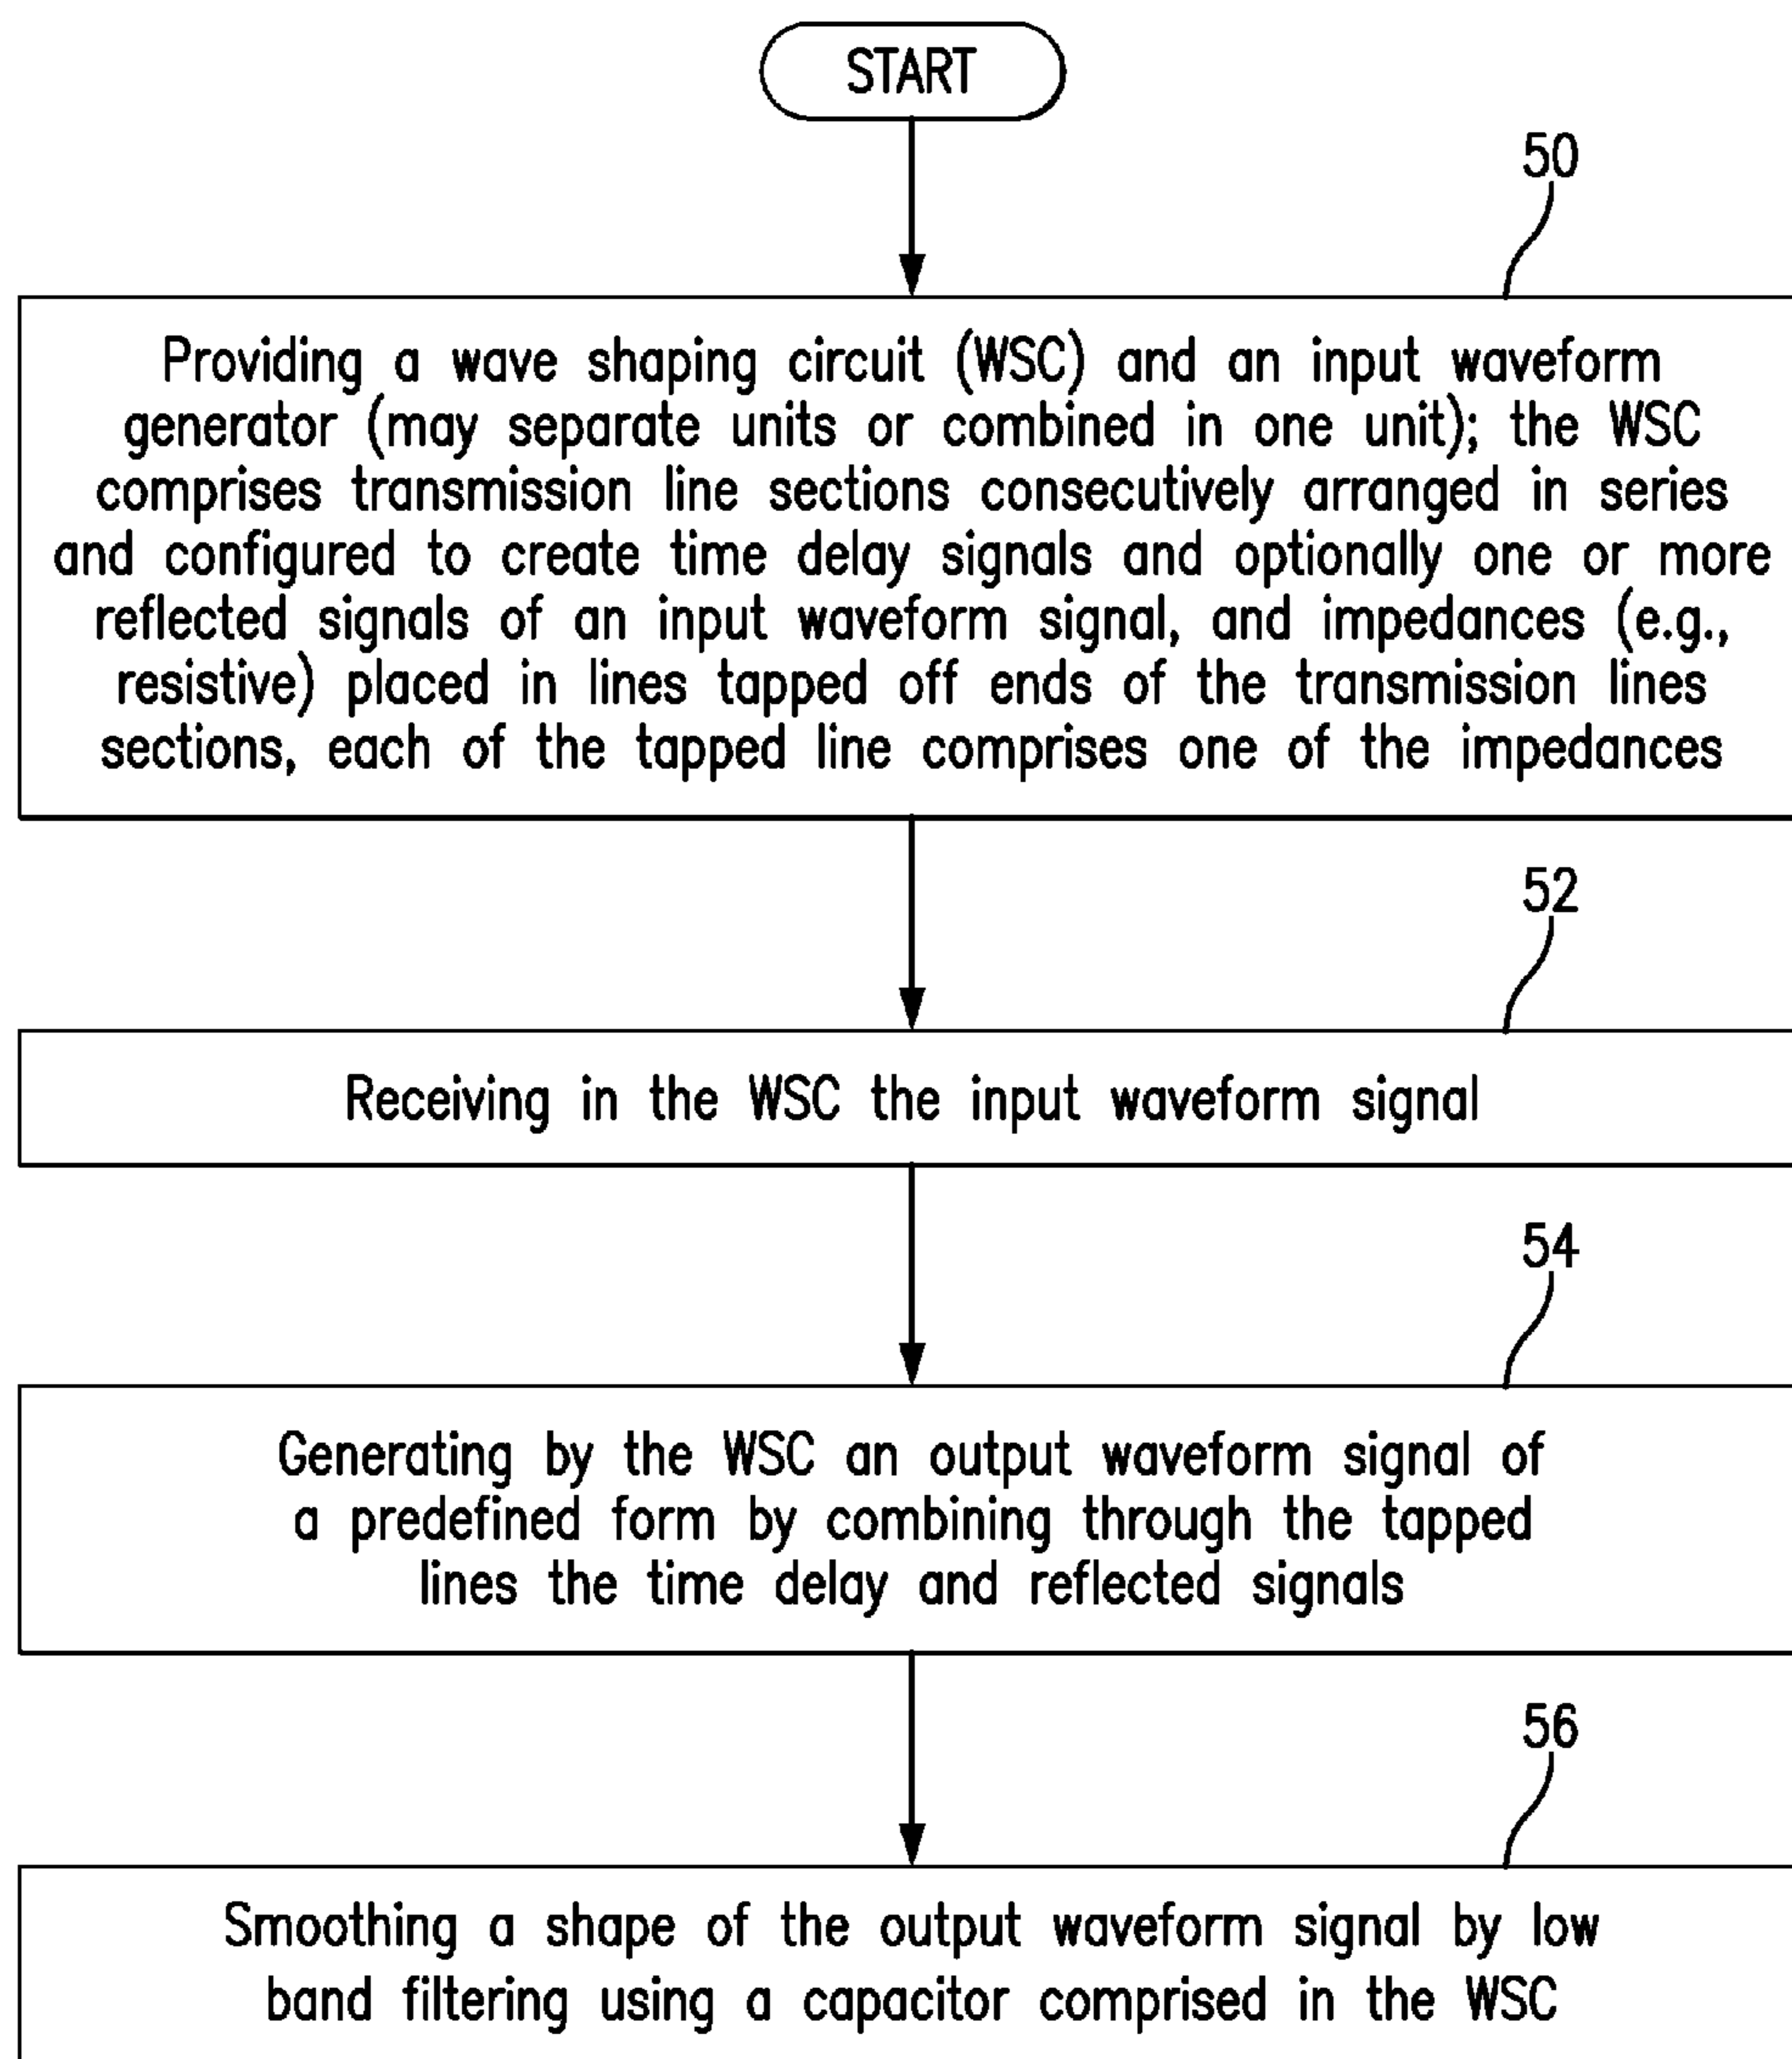 START
50
Providing a wave shaping circuit (WSC) and an input waveform
generator (may separate units or combined in one unit); the WSC
comprises transmission line sections consecutively arranged in series
and configured to create time delay signals and optionally one or more
reflected signals of an input waveform signal, and impedances (e.g.,
resistive) placed in lines tapped off ends of the transmission lines
sections, each of the tapped line comprises one of the impedances
52
Receiving in the WSC the input waveform signal
54
Generating by the WSC an output waveform signal of
a predefined form by combining through the tapped
lines the time delay and reflected signals
56
Smoothing a shape of the output waveform signal by low
band filtering using a capacitor comprised in the WSC